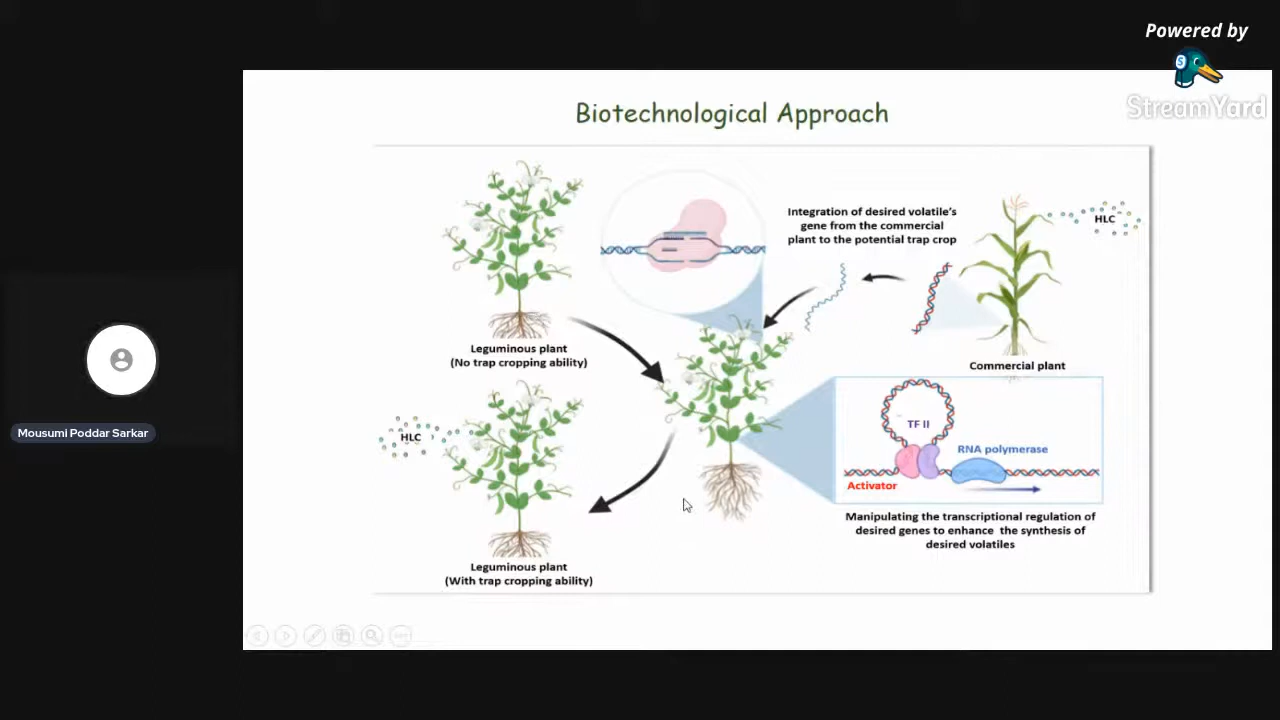 Powered by
StreamYard
Biotechnological Approach
Integration of desired volatile's
gene from the commercial
plant to the potential trap crop
HLC
Leguminous plant
(No trap cropping ability)
Commercial plant
HLC
TF II
RNA polymerase
Activator
Mousumi Poddar Sarkar
Manipulating the transcriptional regulation of
desired genes to enhance the synthesis of
desired volatiles
Leguminous plant
(With trap cropping ability)